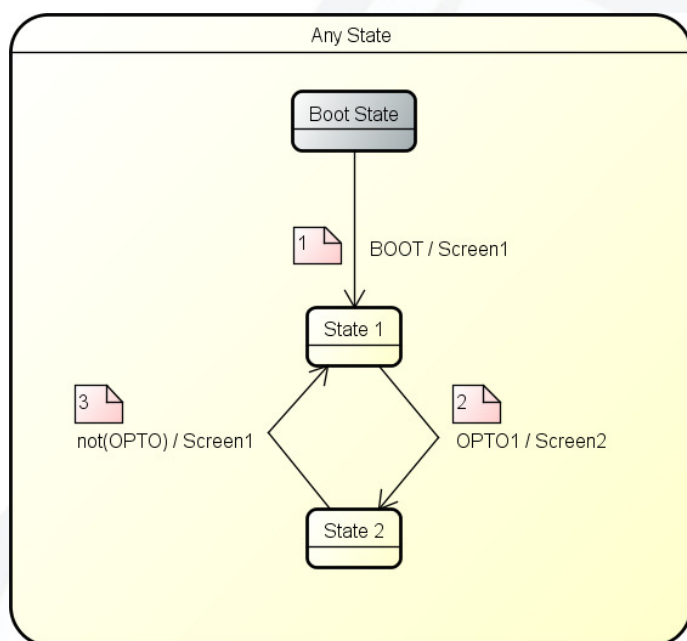 Any State
Boot State
1
BOOT / Screen1
State 1
3
2
not(OPTO) / Screen1
OPTO1 / Screen2
State 2